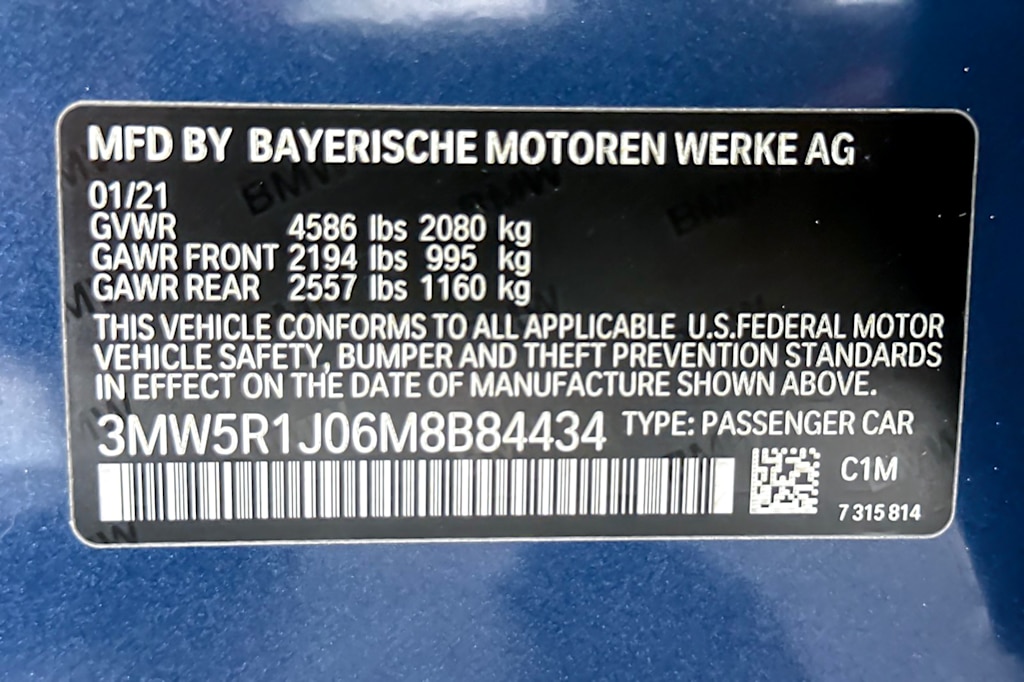 MFD BY BAYERISCHE MOTOREN WERKE AG
01/21
GVWR 4586 lbs 2080 kg
GAWR FRONT 2194 lbs 995 kg
GAWR REAR 2557 lbs 1160 kg
THIS VEHICLE CONFORMS TO ALL APPLICABLE U.S.FEDERAL MOTOR
VEHICLE SAFETY, BUMPER AND THEFT PREVENTION STANDARDS
IN EFFECT ON THE DATE OF MANUFACTURE SHOWN ABOVE.
3MW5R1J06M8B84434 TYPE: PASSENGER CAR
C1M
7 315 814